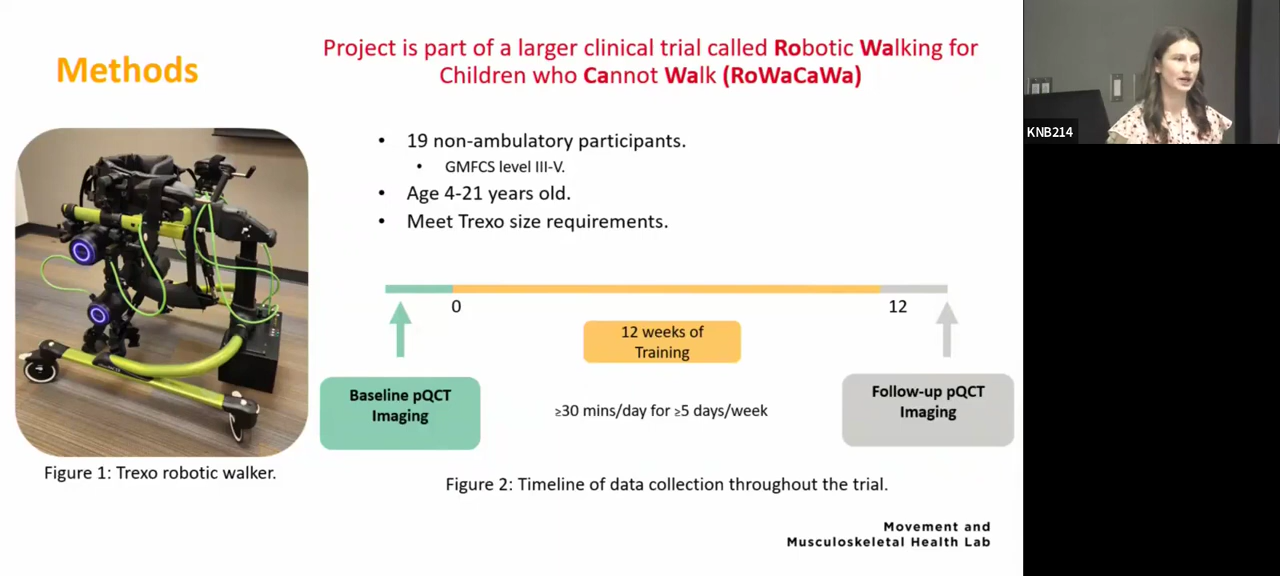 Methods
Project is part of a larger clinical trial called Robotic Walking for
Children who Cannot Walk (RoWaCaWa)
• 19 non-ambulatory participants.
• GMFCS level III-V.
• Age 4-21 years old.
• Meet Trexo size requirements.
0
12
12 weeks of
Training
Baseline pQCT
Imaging
≥30 mins/day for ≥5 days/week
Follow-up pQCT
Imaging
Figure 1: Trexo robotic walker.
Figure 2: Timeline of data collection throughout the trial.
Movement and
Musculoskeletal Health Lab
KNB214